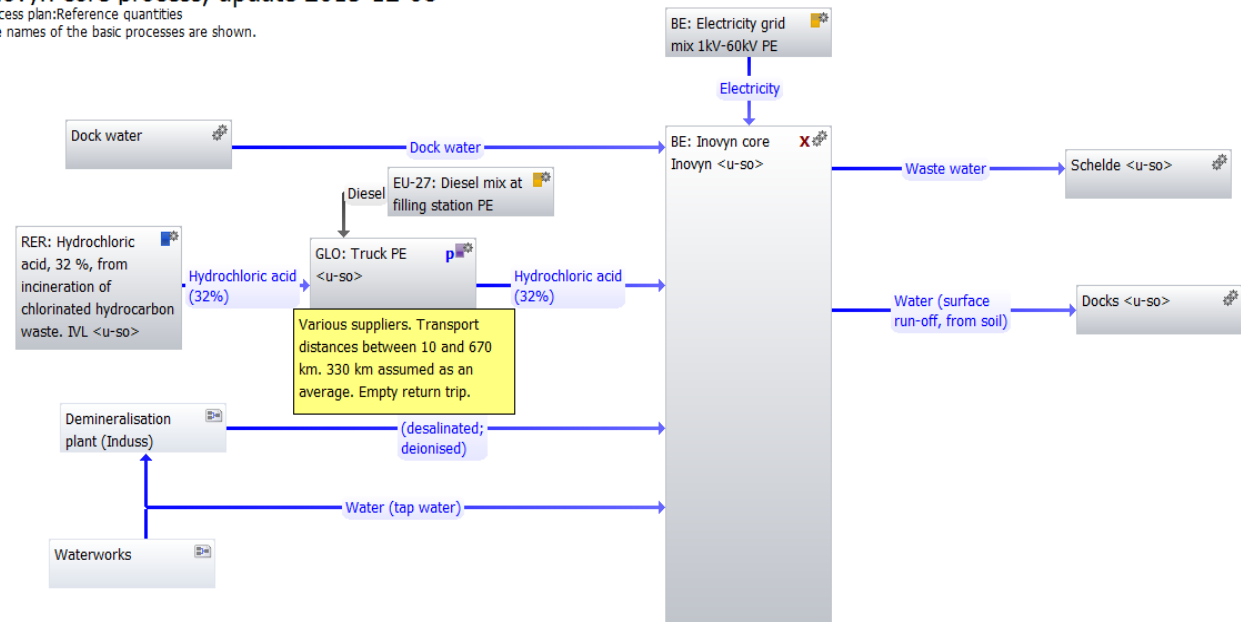 core process, update
cess plan:Reference quantities
names of the basic processes are shown.
BE: Electricity grid
mix 1kV-60kV PE
Electricity
Dock water
Dock water
BE: Inovyn core
Inovyn <u-so>
X
Waste water
Schelde <u-so>
Diesel
EU-27: Diesel mix at
filling station PE
RER: Hydrochloric
acid, 32 %, from
incineration of
chlorinated hydrocarbon
waste. IVL <u-so>
Hydrochloric acid
(32%)
GLO: Truck PE
<u-so>
p
Hydrochloric acid
(32%)
Water (surface
run-off, from soil)
Docks <u-so>
Various suppliers. Transport
distances between 10 and 670
km. 330 km assumed as an
average. Empty return trip.
Demineralisation
plant (Induss)
(desalinated;
deionised)
Water (tap water)
Waterworks